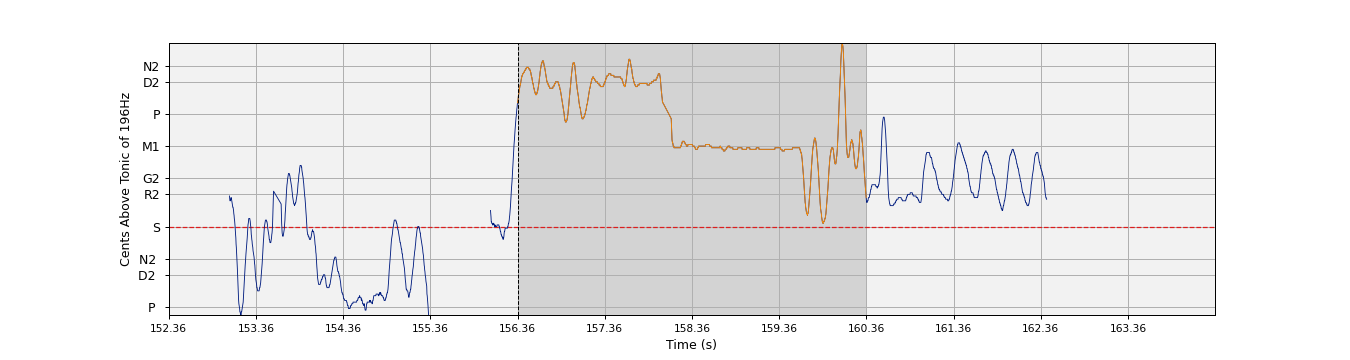 Cents Above Tonic of 196Hz
N2
D2
P
M1
G2
R2
S
N2
D2
P
152.36 153.36 154.36 155.36 156.36 157.36 158.36 159.36 160.36 161.36 162.36 163.36
Time (s)